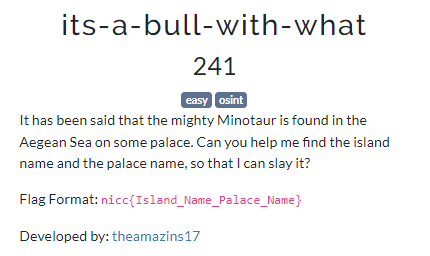 its-a-bull-with-what
241
easy osint
It has been said that the mighty Minotaur is found in the
Aegean Sea on some palace. Can you help me find the island
name and the palace name, so that I can slay it?
Flag Format: nicc{Island_Name_Palace_Name}
Developed by: theamazins17